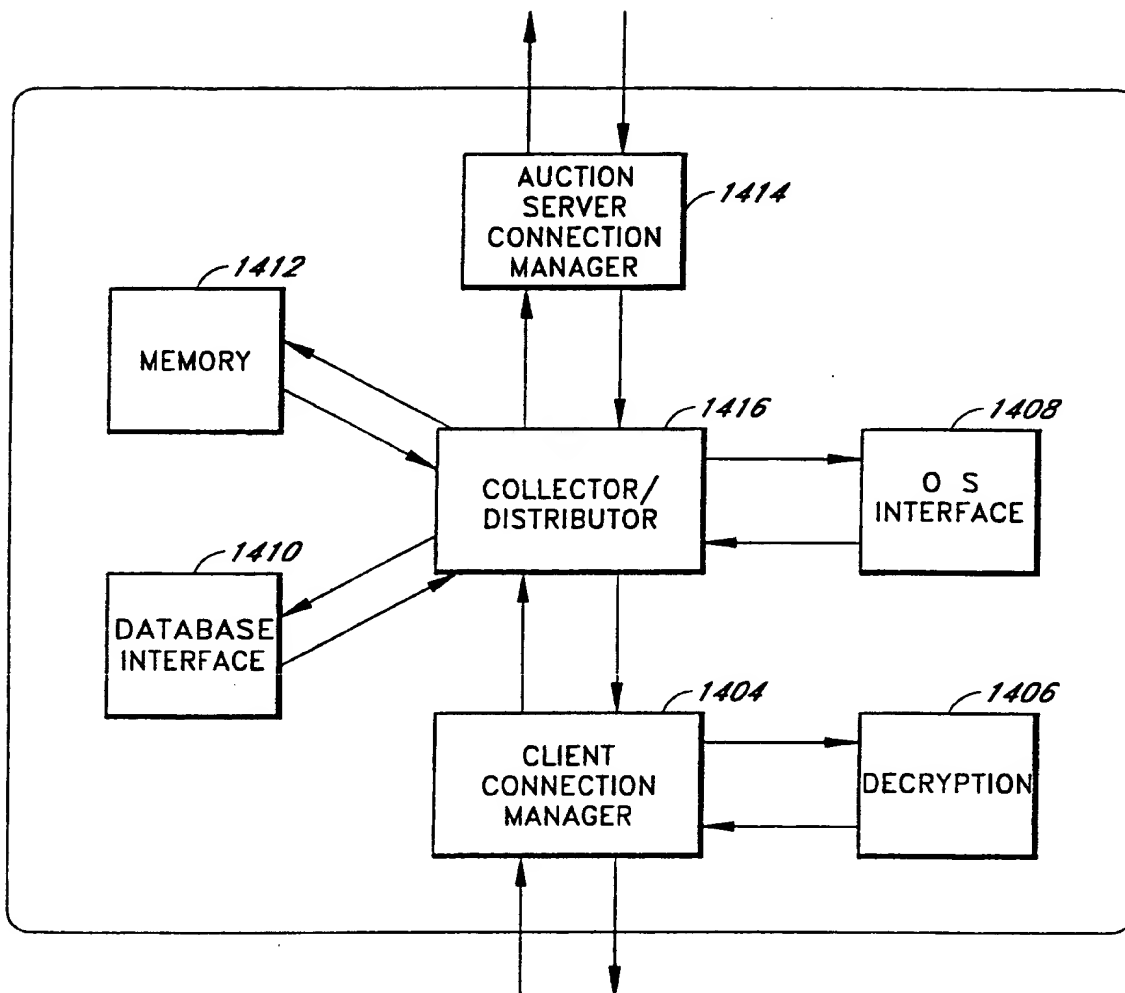 AUCTION
SERVER
CONNECTION
MANAGER
1414
1412
MEMORY
1416
COLLECTOR/
DISTRIBUTOR
1408
O S
INTERFACE
1410
DATABASE
INTERFACE
1404
CLIENT
CONNECTION
MANAGER
1406
DECRYPTION